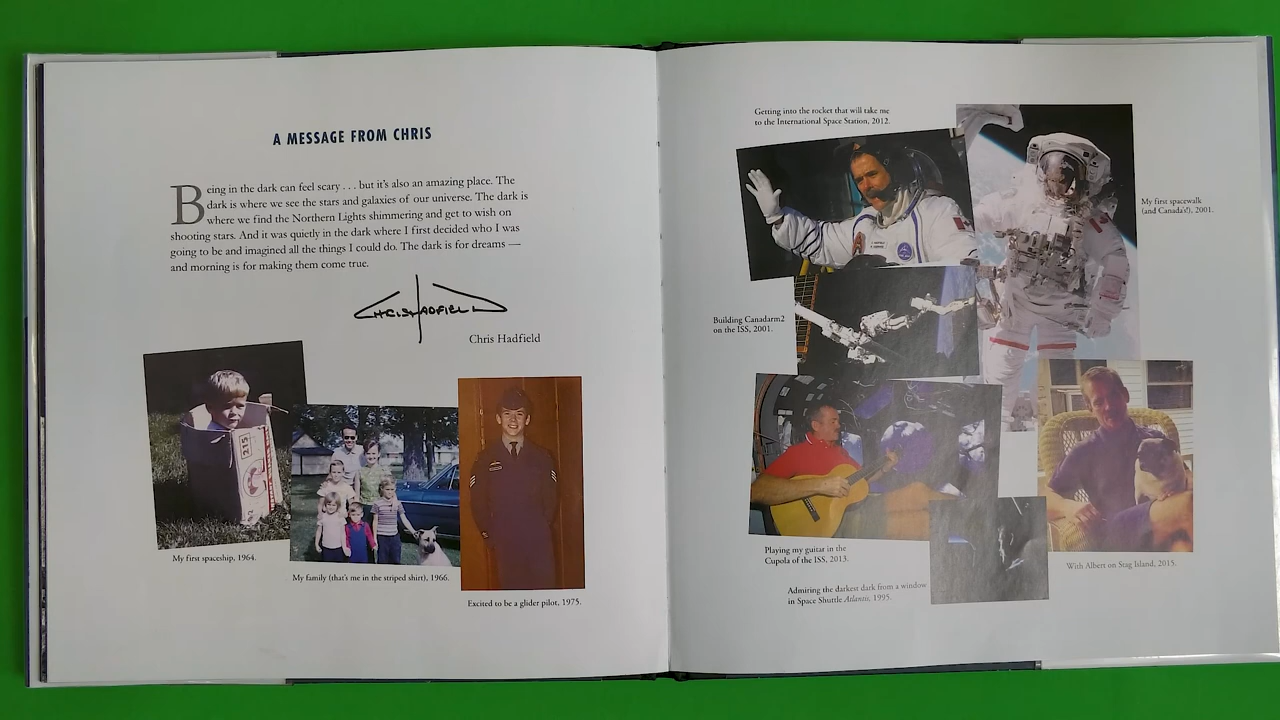 A MESSAGE FROM CHRIS
Being in the dark can feel scary . . . but it's also an amazing place. The
dark is where we see the stars and galaxies of our universe. The dark is
where we find the Northern Lights shimmering and get to wish on
shooting stars. And it was quietly in the dark where I first decided who I was
going to be and imagined all the things I could do. The dark is for dreams —
and morning is for making them come true.
CHRIS HADFIELD
Chris Hadfield
215
My first spaceship, 1964.
My family (that's me in the striped shirt), 1966.
Excited to be a glider pilot, 1975.
Getting into the rocket that will take me
to the International Space Station, 2012.
My first spacewalk
(and Canada's!), 2001.
Building Canadarm2
on the ISS, 2001.
Playing my guitar in the
Cupola of the ISS, 2013.
With Albert on Stag Island, 2015.
Admiring the darkest dark from a window
in Space Shuttle Atlantis, 1995.